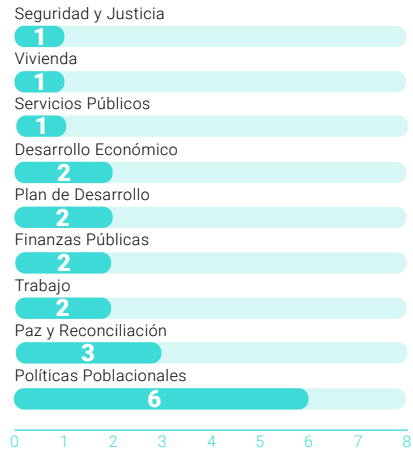 Seguridad y Justicia
1
Vivienda
1
Servicios Públicos
1
Desarrollo Económico
2
Plan de Desarrollo
2
Finanzas Públicas
2
Trabajo
2
Paz y Reconciliación
3
Políticas Poblacionales
6
0 1 2 3 4 5 6 7 8